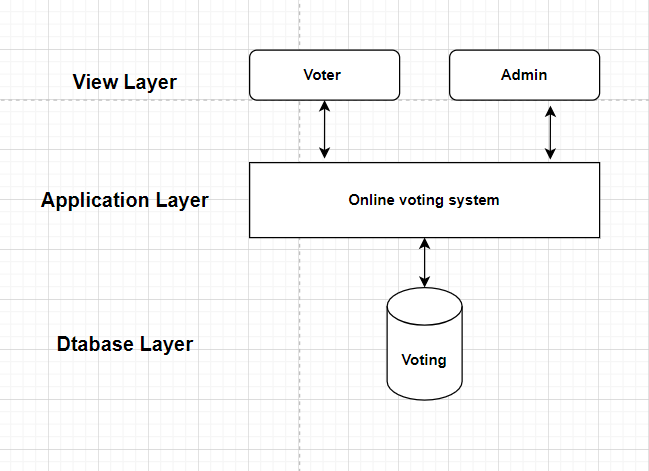 Voter
Admin
View Layer
Application Layer
Online voting system
Dtabase Layer
Voting